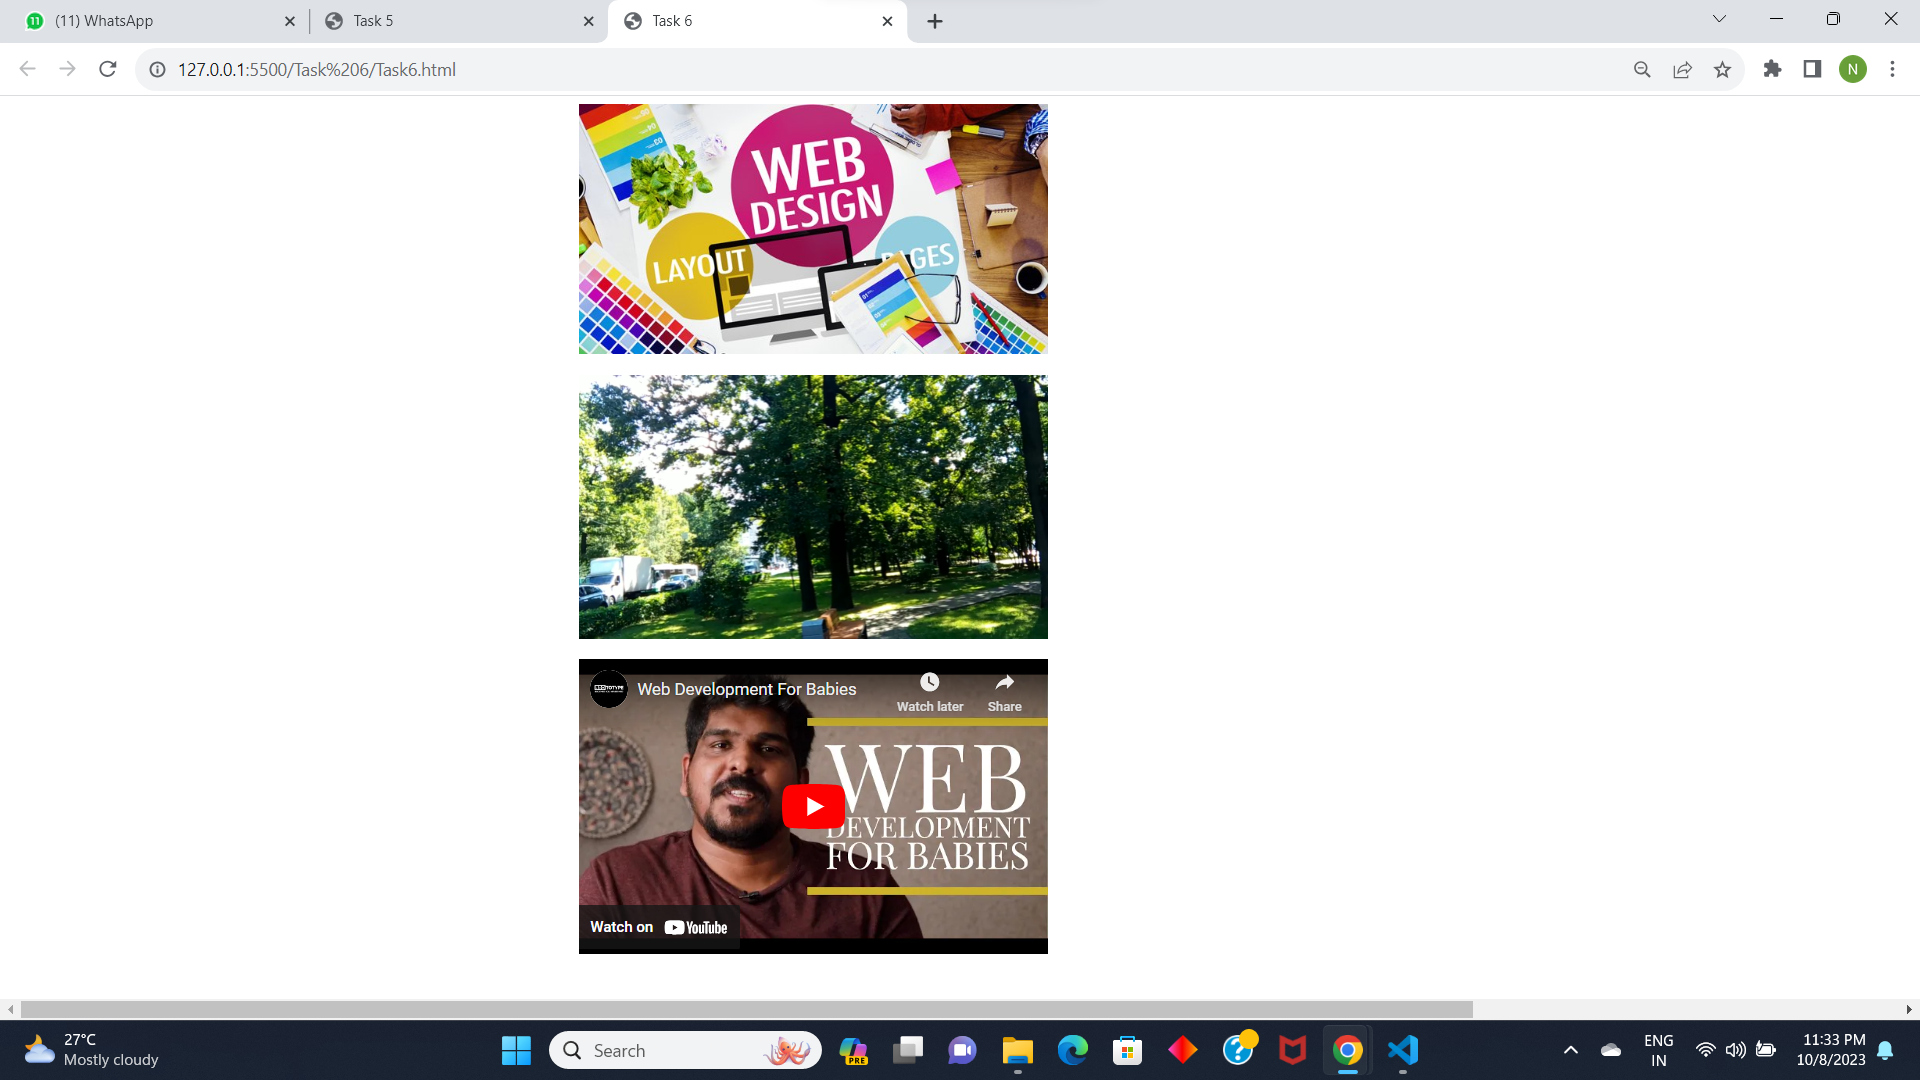 (11) WhatsApp
Task 5
Task 6
127.0.0.1:5500/Task%206/Task6.html
N
WEB
DESIGN
LAYOUT
PAGES
Web Development For Babies
Watch later
Share
WEB
DEVELOPMENT
FOR BABIES
Watch on YouTube
27°C
Mostly cloudy
Search
PRE
ENG
IN
11:33 PM
10/8/2023